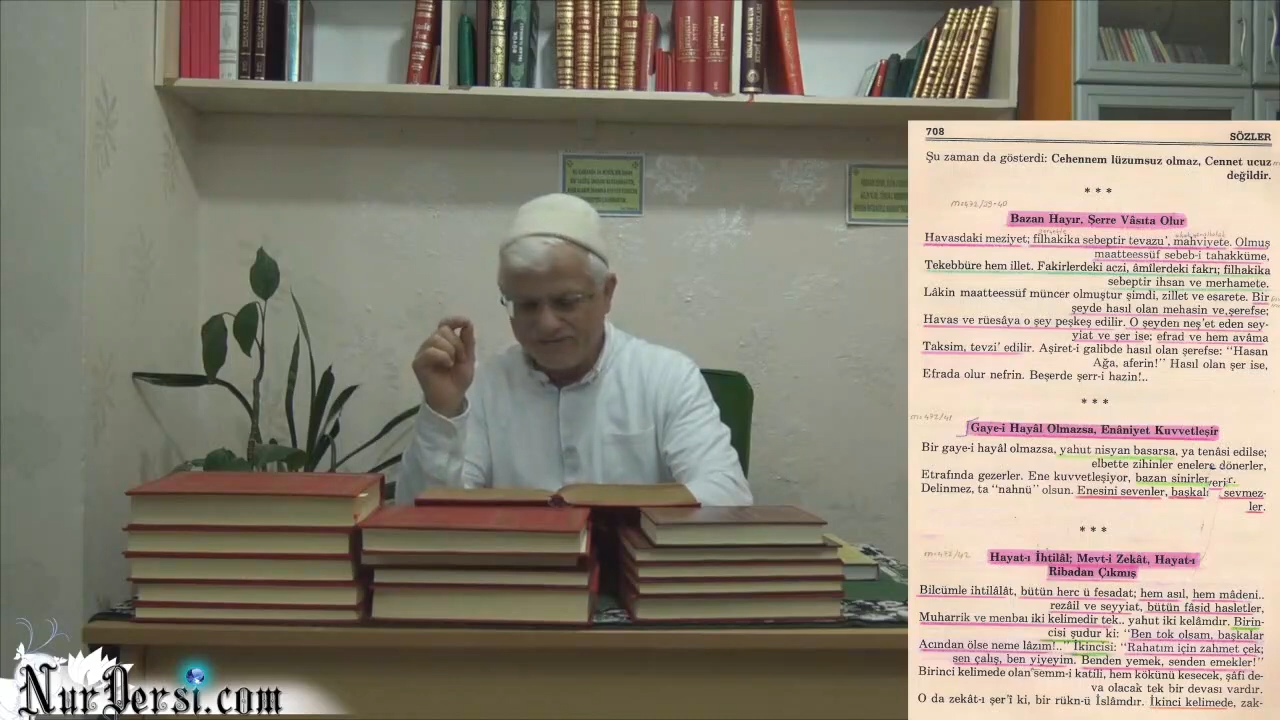 708 SÖZLER
Şu zaman da gösterdi: Cehennem lüzumsuz olmaz, Cennet ucuz
değildir.
* * *
Bazan Hayır, Şerre Vâsıta Olur
Havasdaki meziyet; filhakika sebeptir tevazu', mahviyete. Olmuş
maatteessüf sebeb-i tahakküme,
Tekebbüre hem illet. Fakirlerdeki aczi, âmîlerdeki fakrı; filhakika
sebeptir ihsan ve merhamete.
Lâkin maatteessüf müncer olmuştur şimdi, zillet ve esarete. Bir
şeyde hasıl olan mehasin ve şerefse;
Havas ve rüesâya o şey peşkeş edilir. O şeyden neş'et eden sey-
yiat ve şer ise; efrad ve hem avâma
Taksim, tevzi' edilir. Aşiret-i galibde hasıl olan şerefse: "Hasan
Ağa, aferin!" Hasıl olan şer ise,
Efrada olur nefrin. Beşerde şerr-i hazin!..
* * *
Gaye-i Hayâl Olmazsa, Enâniyet Kuvvetleşir
Bir gaye-i hayâl olmazsa, yahut nisyan basarsa, ya tenâsi edilse;
elbette zihinler enelere dönerler,
Etrafında gezerler. Ene kuvvetleşiyor, bazan sinirler
Delinmez, ta "nahnü" olsun. Enesini sevenler, sevmez-
ler.
* * *
Hayat-ı İhtilâl; Mevt-i Zekât, Hayat-ı
Ribadan Çıkmış
Bilcümle ihtilâlât, bütün herc ü fesadat; hem asıl, hem mâdeni..
rezâil ve seyyiat, bütün fâsid hasletler,
Muharrik ve menbaı iki kelimedir tek.. yahut iki kelâmdır. Birin-
cisi şudur ki: "Ben tok olsam, başkalar
Acından ölse neme lâzım!.." İkincisi: "Rahatım için zahmet çek;
sen çalış, ben yiyeyim. Benden yemek, senden emekler!"
Birinci kelimede olan semm-i katili, hem kökünü kesecek, şâfi de-
va olacak tek bir devası vardır.
O da zekât-ı şer'î ki, bir rükn-ü İslâmdır. İkinci kelimede, zak-
NurDersi.com